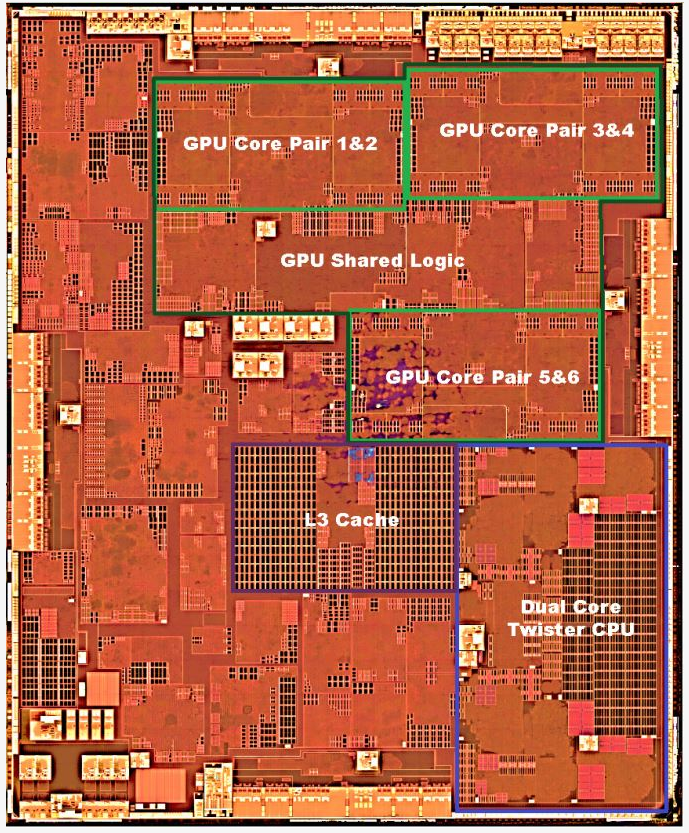 GPU Core Pair 1&2
GPU Core Pair 3&4
GPU Shared Logic
GPU Core Pair 5&6
L3 Cache
Dual Core
Twister CPU